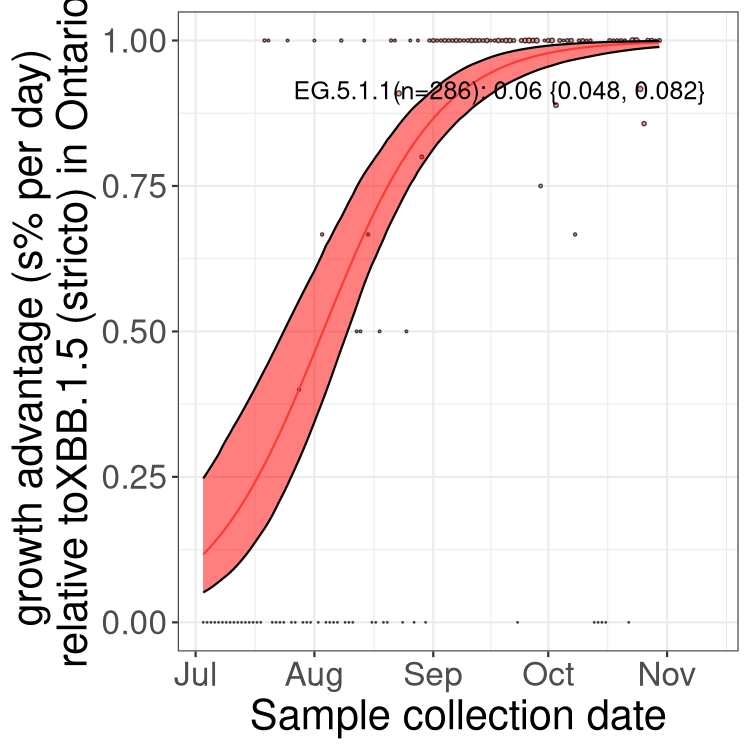 growth advantage (s% per day)
relative toXBB.1.5 (stricto) in Ontario
1.00
0.75
0.50
0.25
0.00
EG.5.1.1(n=286): 0.06 {0.048, 0.082}
Jul Aug Sep Oct Nov
Sample collection date